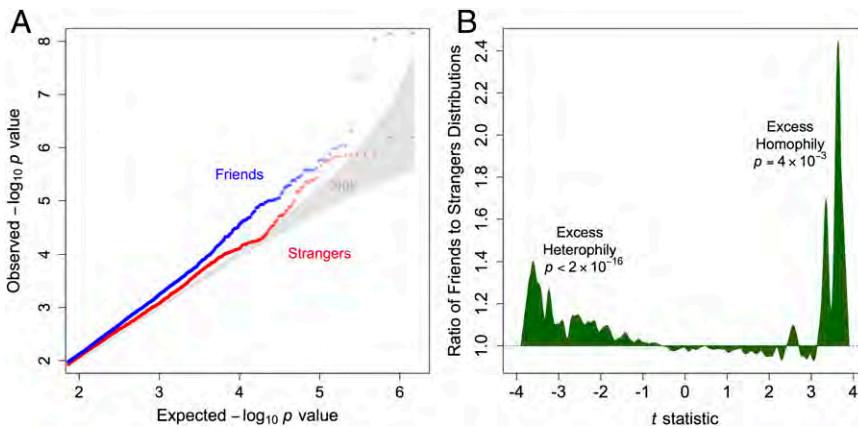 A
B
8
7
6
5
4
3
2
2
3
4
5
6
Observed −log10 p value
Expected −log10 p value
Friends
Strangers
2.4
2.2
2.0
1.8
1.6
1.4
1.2
1.0
Ratio of Friends to Strangers Distributions
Excess
Homophily
p = 4 × 10−3
Excess
Heterophily
p < 2 × 10−16
-4
-3
-2
-1
0
1
2
3
4
t statistic